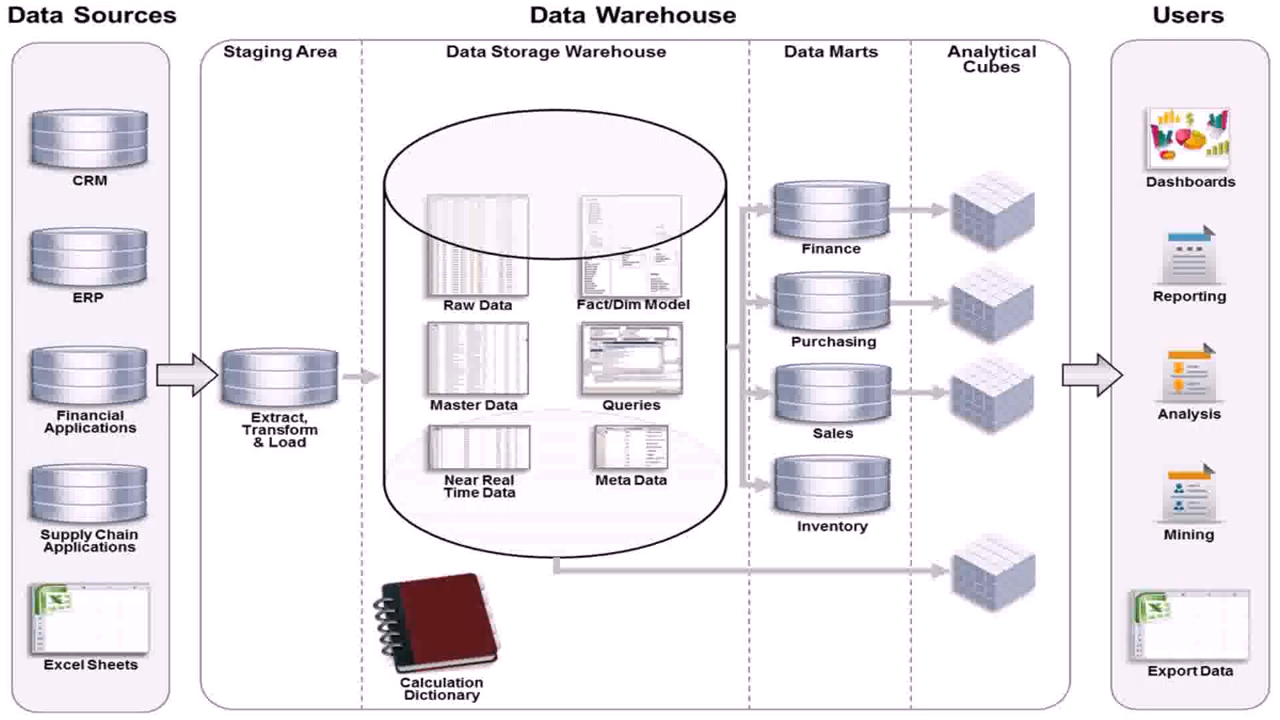 Data Sources
Data Warehouse
Users
Staging Area
Data Storage Warehouse
Data Marts
Analytical
Cubes
CRM
ERP
Financial
Applications
Supply Chain
Applications
Excel Sheets
Extract,
Transform
& Load
Raw Data
Fact/Dim Model
Master Data
Queries
Near Real
Time Data
Meta Data
Calculation
Dictionary
Finance
Purchasing
Sales
Inventory
Dashboards
Reporting
Analysis
Mining
Export Data